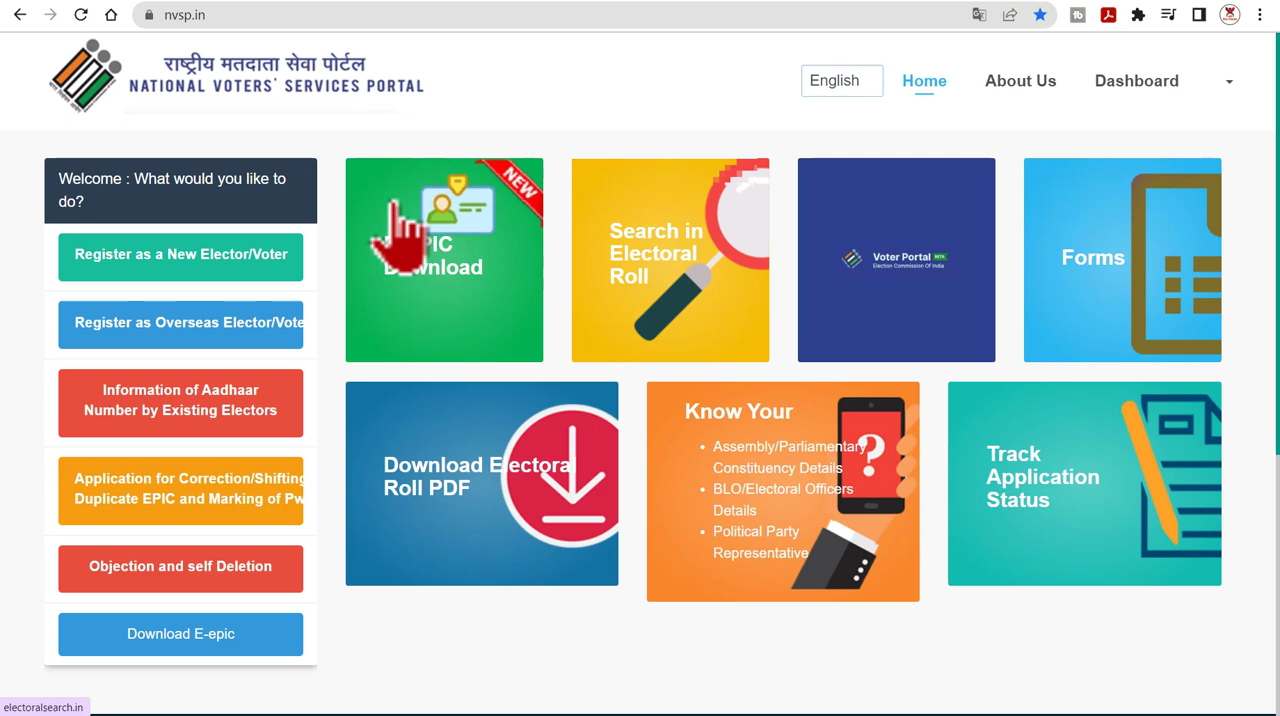 nvsp.in
राष्ट्रीय मतदाता सेवा पोर्टल
NATIONAL VOTERS' SERVICES PORTAL
English
Home
About Us
Dashboard
Welcome : What would you like to
do?
Register as a New Elector/Voter
Register as Overseas Elector/Vote
Information of Aadhaar
Number by Existing Electors
Application for Correction/Shifting
Duplicate EPIC and Marking of Pw
Objection and self Deletion
Download E-epic
NEW
Download
Search in
Electoral
Roll
Voter Portal BETA
Election Commission Of India
Forms
Download Electoral
Roll PDF
Know Your
• Assembly/Parliamentary
Constituency Details
• BLO/Electoral Officers
Details
• Political Party
Representative
?
Track
Application
Status
electoralsearch.in